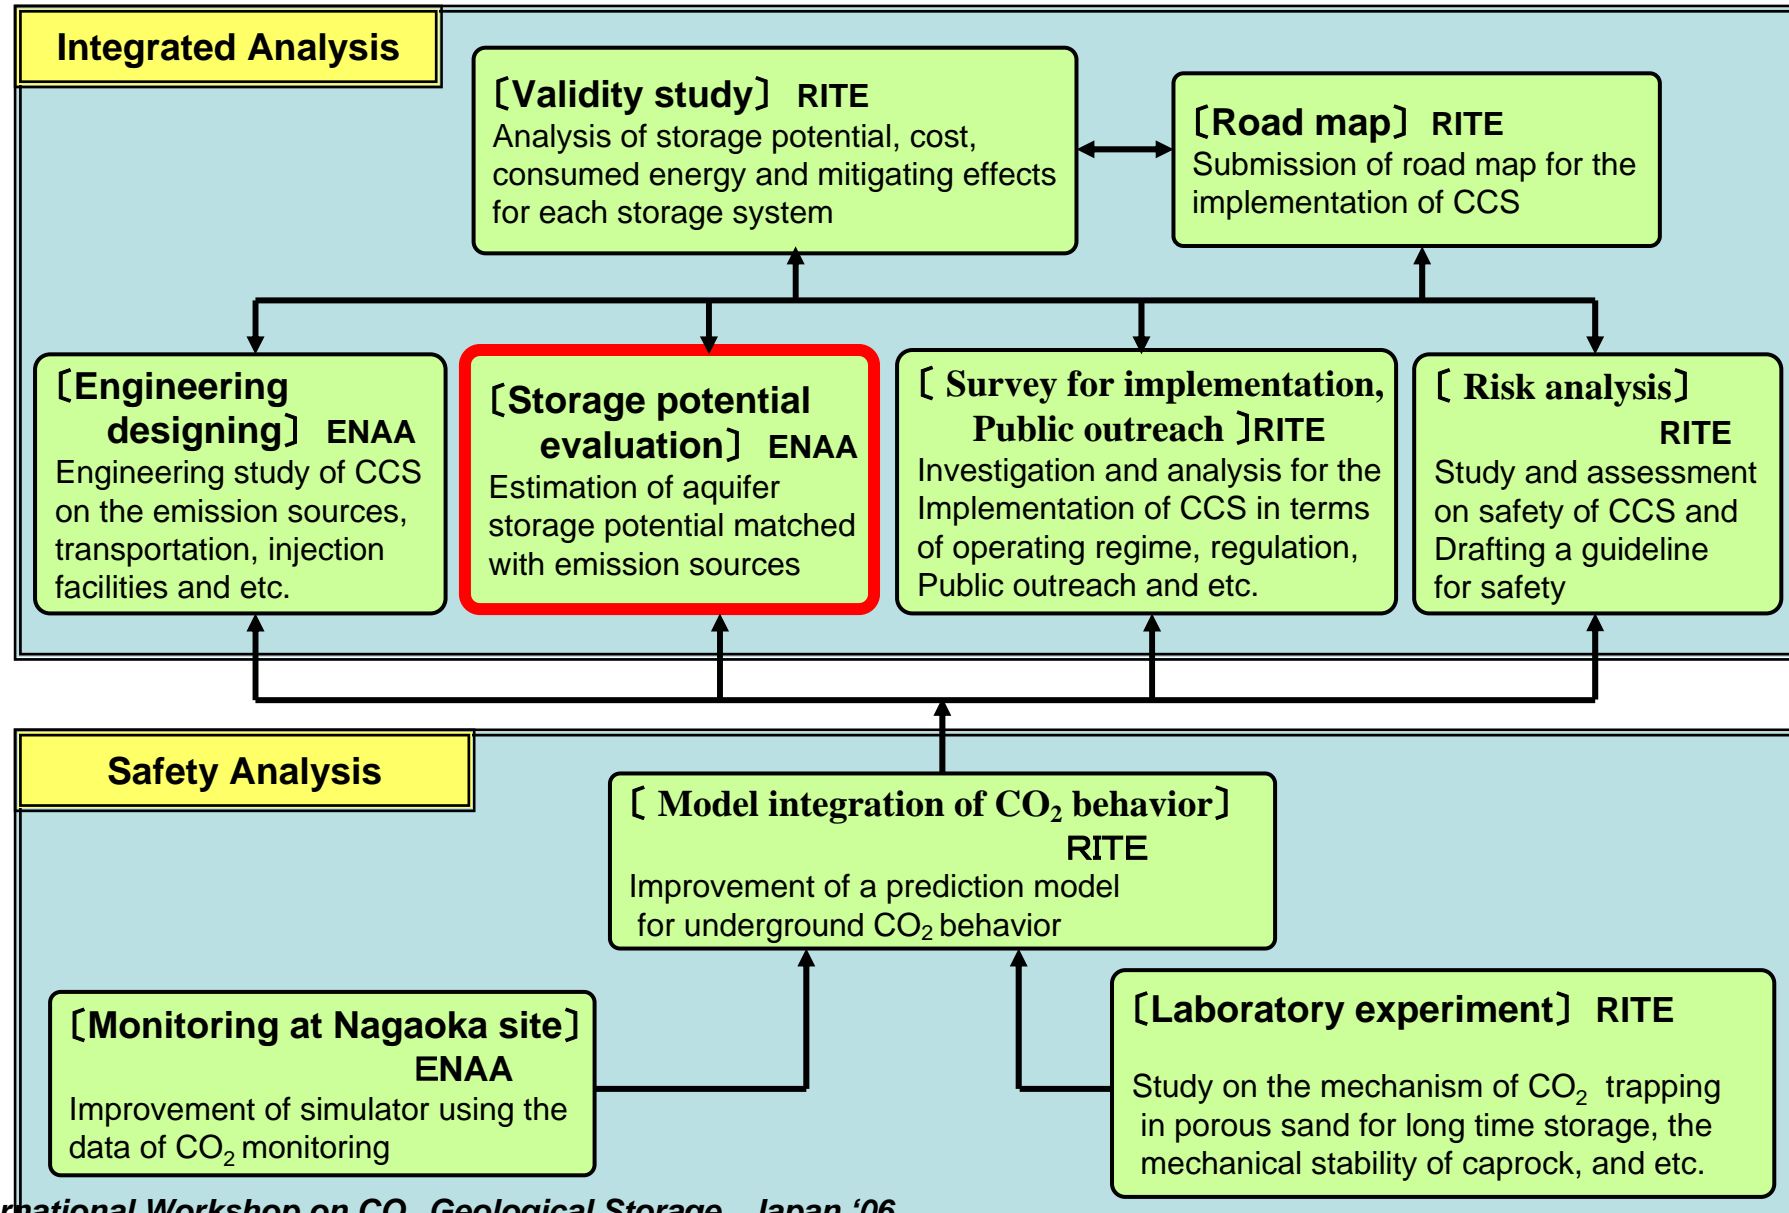 Integrated Analysis
〔Validity study〕 RITE
Analysis of storage potential, cost,
consumed energy and mitigating effects
for each storage system
〔Road map〕 RITE
Submission of road map for the
implementation of CCS
〔Engineering
designing〕 ENAA
Engineering study of CCS
on the emission sources,
transportation, injection
facilities and etc.
〔Storage potential
evaluation〕 ENAA
Estimation of aquifer
storage potential matched
with emission sources
〔 Survey for implementation,
Public outreach 〕RITE
Investigation and analysis for the
Implementation of CCS in terms
of operating regime, regulation,
Public outreach and etc.
〔 Risk analysis〕
RITE
Study and assessment
on safety of CCS and
Drafting a guideline
for safety
Safety Analysis
〔 Model integration of CO₂ behavior〕
RITE
Improvement of a prediction model
for underground CO₂ behavior
〔Monitoring at Nagaoka site〕
ENAA
Improvement of simulator using the
data of CO₂ monitoring
〔Laboratory experiment〕 RITE
Study on the mechanism of CO₂ trapping
in porous sand for long time storage, the
mechanical stability of caprock, and etc.
rnational Workshop on CO Geological Storage Japan ‘06